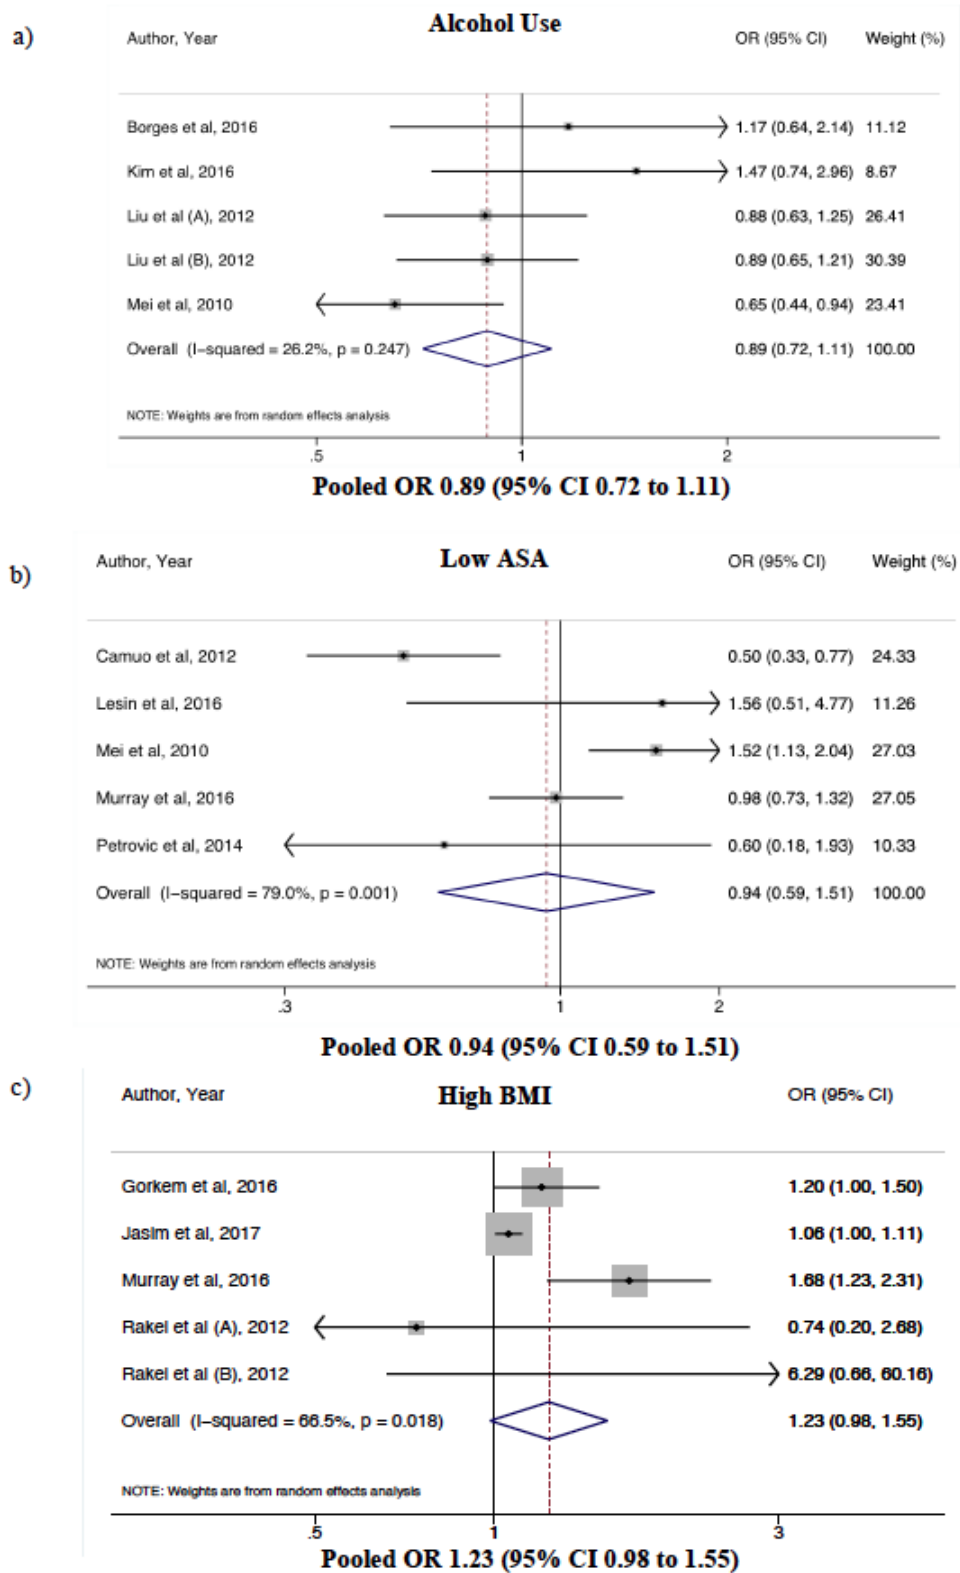 a)
Alcohol Use
Author, Year OR (95% CI) Weight (%)
Borges et al, 2016 1.17 (0.64, 2.14) 11.12
Kim et al, 2016 1.47 (0.74, 2.96) 8.67
Liu et al (A), 2012 0.88 (0.63, 1.25) 26.41
Liu et al (B), 2012 0.89 (0.65, 1.21) 30.39
Mei et al, 2010 0.65 (0.44, 0.94) 23.41
Overall (I-squared = 26.2%, p = 0.247) 0.89 (0.72, 1.11) 100.00
NOTE: Weights are from random effects analysis
.5 1 2
Pooled OR 0.89 (95% CI 0.72 to 1.11)
b)
Author, Year Low ASA OR (95% CI) Weight (%)
Camuo et al, 2012 0.50 (0.33, 0.77) 24.33
Lesin et al, 2016 1.56 (0.51, 4.77) 11.26
Mei et al, 2010 1.52 (1.13, 2.04) 27.03
Murray et al, 2016 0.98 (0.73, 1.32) 27.05
Petrovic et al, 2014 0.60 (0.18, 1.93) 10.33
Overall (I-squared = 79.0%, p = 0.001) 0.94 (0.59, 1.51) 100.00
NOTE: Weights are from random effects analysis
.3 1 2
Pooled OR 0.94 (95% CI 0.59 to 1.51)
c)
Author, Year High BMI OR (95% CI)
Gorkem et al, 2016 1.20 (1.00, 1.50)
Jasim et al, 2017 1.06 (1.00, 1.11)
Murray et al, 2016 1.68 (1.23, 2.31)
Rakel et al (A), 2012 0.74 (0.20, 2.68)
Rakel et al (B), 2012 6.29 (0.66, 60.16)
Overall (I-squared = 66.5%, p = 0.018) 1.23 (0.98, 1.55)
NOTE: Weights are from random effects analysis
.5 1 3
Pooled OR 1.23 (95% CI 0.98 to 1.55)